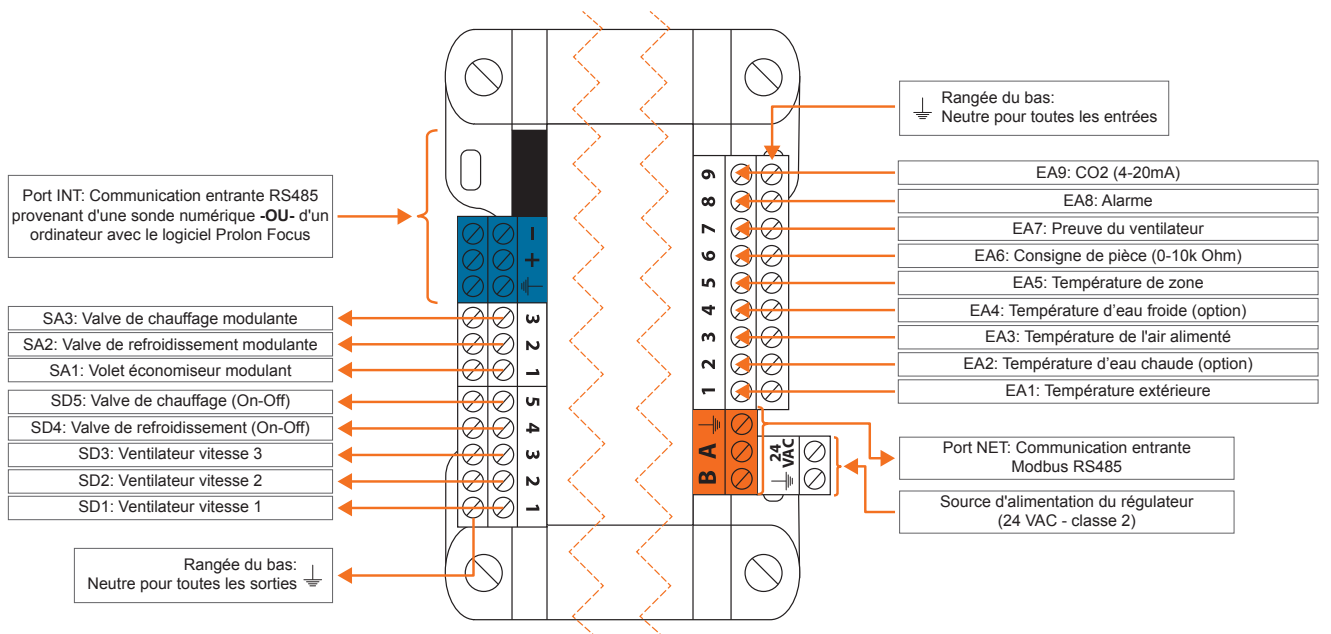 Port INT: Communication entrante RS485
provenant d'une sonde numérique -OU- d'un
ordinateur avec le logiciel Prolon Focus
SA3: Valve de chauffage modulante
SA2: Valve de refroidissement modulante
SA1: Volet économiseur modulant
SD5: Valve de chauffage (On-Off)
SD4: Valve de refroidissement (On-Off)
SD3: Ventilateur vitesse 3
SD2: Ventilateur vitesse 2
SD1: Ventilateur vitesse 1
Rangée du bas:
Neutre pour toutes les sorties
-
+
3
2
1
5
4
3
2
1
9
8
7
6
5
4
3
2
1
B A
24
VAC
Rangée du bas:
Neutre pour toutes les entrées
EA9: CO2 (4-20mA)
EA8: Alarme
EA7: Preuve du ventilateur
EA6: Consigne de pièce (0-10k Ohm)
EA5: Température de zone
EA4: Température d’eau froide (option)
EA3: Température de l'air alimenté
EA2: Température d’eau chaude (option)
EA1: Température extérieure
Port NET: Communication entrante
Modbus RS485
Source d'alimentation du régulateur
(24 VAC - classe 2)